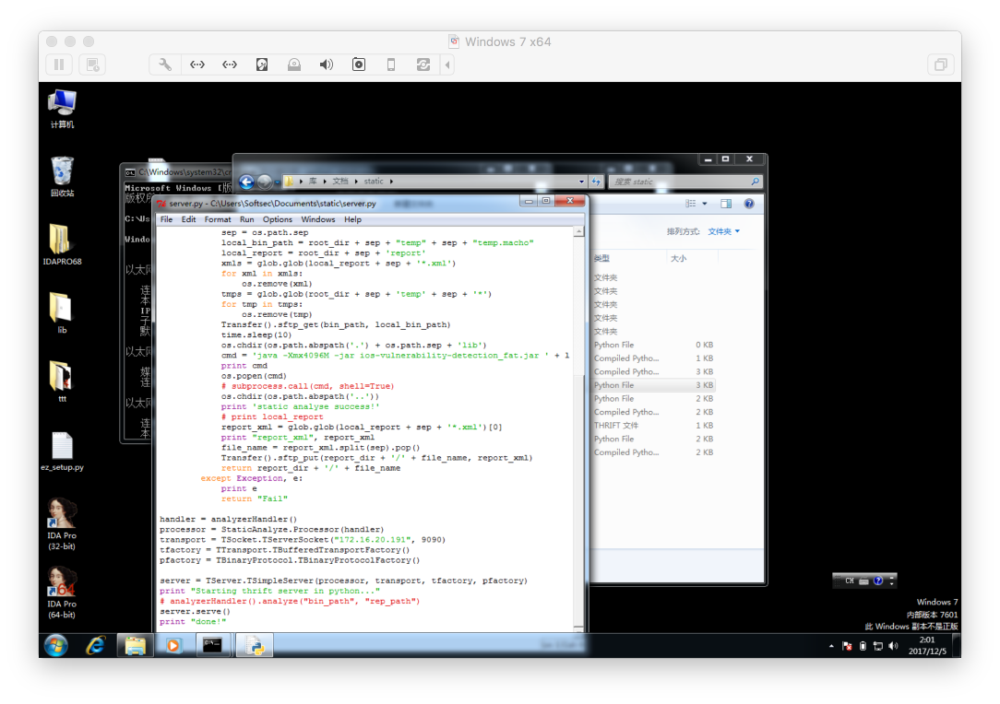 Windows 7 x64
计算机
回收站
IDAPRO68
lib
ttt
ez_setup.py
IDA Pro
(32-bit)
64
IDA Pro
(64-bit)
C:\Windows\system32\cm
Microsoft Windows [版
版权所
C:\Us
Windo
以太网
连
本
IP
子
默
以太网
媒
连
以太网
连
本
库
文档
static
搜索 static
排列方式:
文件夹
类型
大小
文件夹
文件夹
文件夹
文件夹
文件夹
Python File 0 KB
Compiled Pytho... 1 KB
Compiled Pytho... 3 KB
Python File 3 KB
Python File 2 KB
Compiled Pytho... 2 KB
THRIFT 文件 1 KB
Python File 2 KB
Compiled Pytho... 2 KB
server.py - C:\Users\Softsec\Documents\static\server.py
File Edit Format Run Options Windows Help
sep = os.path.sep
local_bin_path = root_dir + sep + "temp" + sep + "temp.macho"
local_report = root_dir + sep + 'report'
xmls = glob.glob(local_report + sep + '*.xml')
for xml in xmls:
os.remove(xml)
tmps = glob.glob(root_dir + sep + 'temp' + sep + '*')
for tmp in tmps:
os.remove(tmp)
Transfer().sftp_get(bin_path, local_bin_path)
time.sleep(10)
os.chdir(os.path.abspath('.') + os.path.sep + 'lib')
cmd = 'java -Xmx4096M -jar ios-vulnerability-detection_fat.jar ' + l
print cmd
os.popen(cmd)
# subprocess.call(cmd, shell=True)
os.chdir(os.path.abspath('..'))
print 'static analyse success!'
# print local_report
report_xml = glob.glob(local_report + sep + '*.xml')[0]
print "report_xml", report_xml
file_name = report_xml.split(sep).pop()
Transfer().sftp_put(report_dir + '/' + file_name, report_xml)
return report_dir + '/' + file_name
except Exception, e:
print e
return "Fail"
handler = analyzerHandler()
processor = StaticAnalyze.Processor(handler)
transport = TSocket.TServerSocket("172.16.20.191", 9090)
tfactory = TTransport.TBufferedTransportFactory()
pfactory = TBinaryProtocol.TBinaryProtocolFactory()
server = TServer.TSimpleServer(processor, transport, tfactory, pfactory)
print "Starting thrift server in python..."
# analyzerHandler().analyze("bin_path", "rep_path")
server.serve()
print "done!"
CH
Windows 7
内部版本 7601
此 Windows 副本不是正版
2:01
2017/12/5